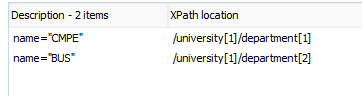 Description - 2 items XPath location
name="CMPE" /university[1]/department[1]
name="BUS" /university[1]/department[2]